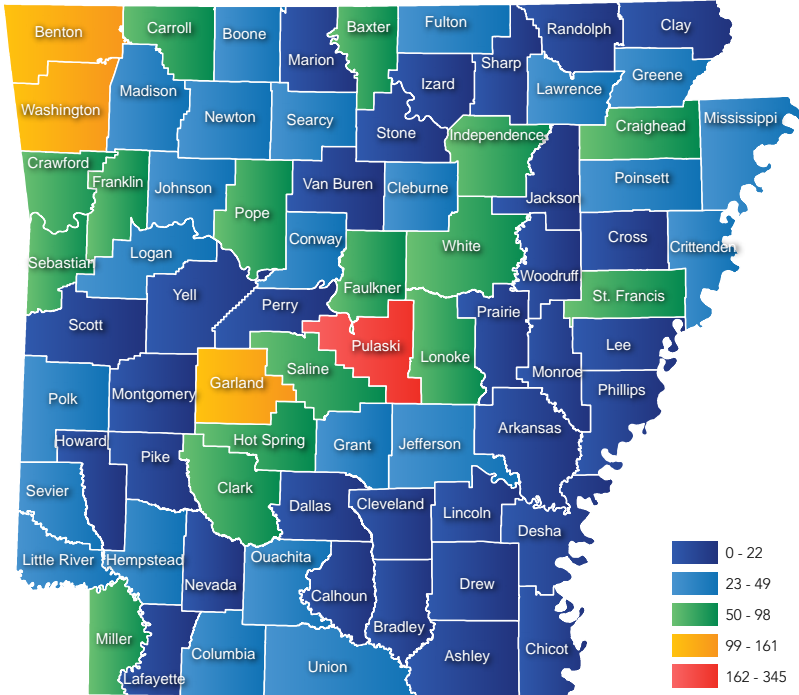 Benton
Carroll
Boone
Marion
Baxter
Fulton
Sharp
Randolph
Clay
Washington
Madison
Newton
Searcy
Izard
Stone
Lawrence
Greene
Independence
Craighead
Mississippi
Crawford
Franklin
Johnson
Pope
Van Buren
Cleburne
Jackson
Poinsett
Sebastian
Logan
Conway
Faulkner
White
Woodruff
Cross
Crittenden
Scott
Yell
Perry
Pulaski
Lonoke
Prairie
Monroe
St. Francis
Lee
Phillips
Polk
Montgomery
Garland
Saline
Hot Spring
Grant
Jefferson
Arkansas
Howard
Pike
Clark
Dallas
Cleveland
Lincoln
Desha
Sevier
Little River
Hempstead
Nevada
Ouachita
Calhoun
Bradley
Drew
Chicot
Miller
Lafayette
Columbia
Union
Ashley
0 - 22
23 - 49
50 - 98
99 - 161
162 - 345